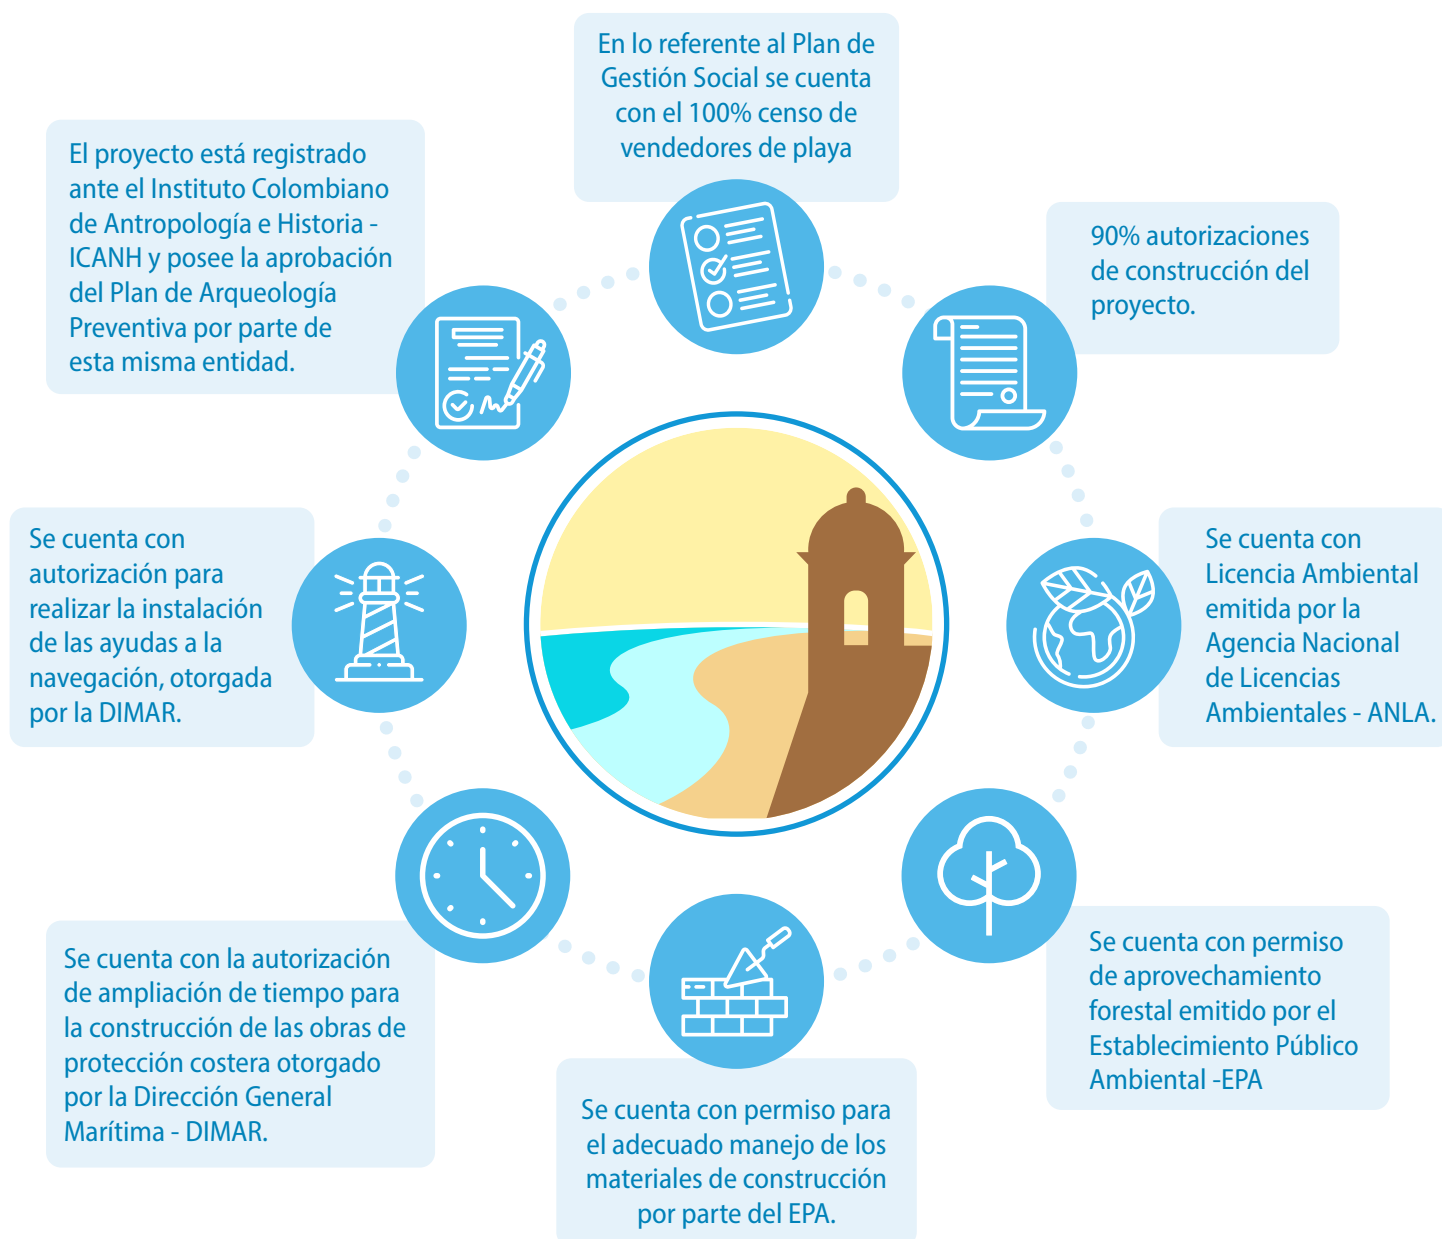 En lo referente al Plan de
Gestión Social se cuenta
con el 100% censo de
vendedores de playa
El proyecto está registrado
ante el Instituto Colombiano
de Antropología e Historia -
ICANH y posee la aprobación
del Plan de Arqueología
Preventiva por parte de
esta misma entidad.
90% autorizaciones
de construcción del
proyecto.
Se cuenta con
autorización para
realizar la instalación
de las ayudas a la
navegación, otorgada
por la DIMAR.
Se cuenta con
Licencia Ambiental
emitida por la
Agencia Nacional
de Licencias
Ambientales - ANLA.
Se cuenta con la autorización
de ampliación de tiempo para
la construcción de las obras de
protección costera otorgado
por la Dirección General
Marítima - DIMAR.
Se cuenta con permiso
de aprovechamiento
forestal emitido por el
Establecimiento Público
Ambiental -EPA
Se cuenta con permiso para
el adecuado manejo de los
materiales de construcción
por parte del EPA.